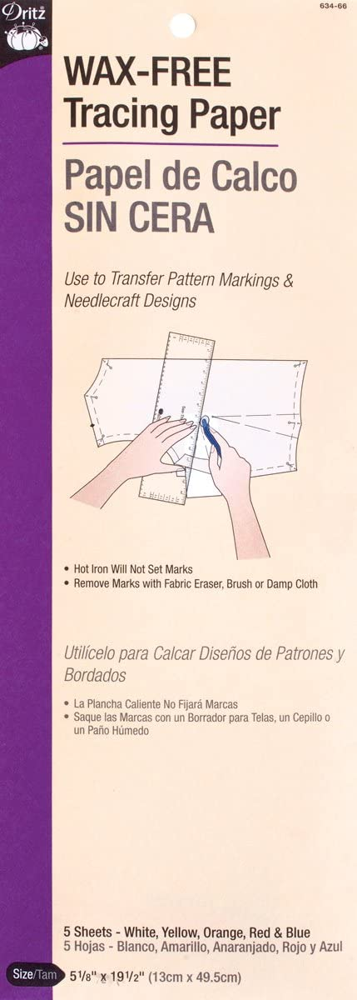 Dritz
634-66
WAX-FREE
Tracing Paper
Papel de Calco
SIN CERA
Use to Transfer Pattern Markings &
Needlecraft Designs
• Hot Iron Will Not Set Marks
• Remove Marks with Fabric Eraser, Brush or Damp Cloth
Utilícelo para Calcar Diseños de Patrones y
Bordados
• La Plancha Caliente No Fijará Marcas
• Saque las Marcas con un Borrador para Telas, un Cepillo o
un Paño Húmedo
5 Sheets - White, Yellow, Orange, Red & Blue
5 Hojas - Blanco, Amarillo, Anaranjado, Rojo y Azul
Size/Tam 5 1/8" x 19 1/2" (13cm x 49.5cm)